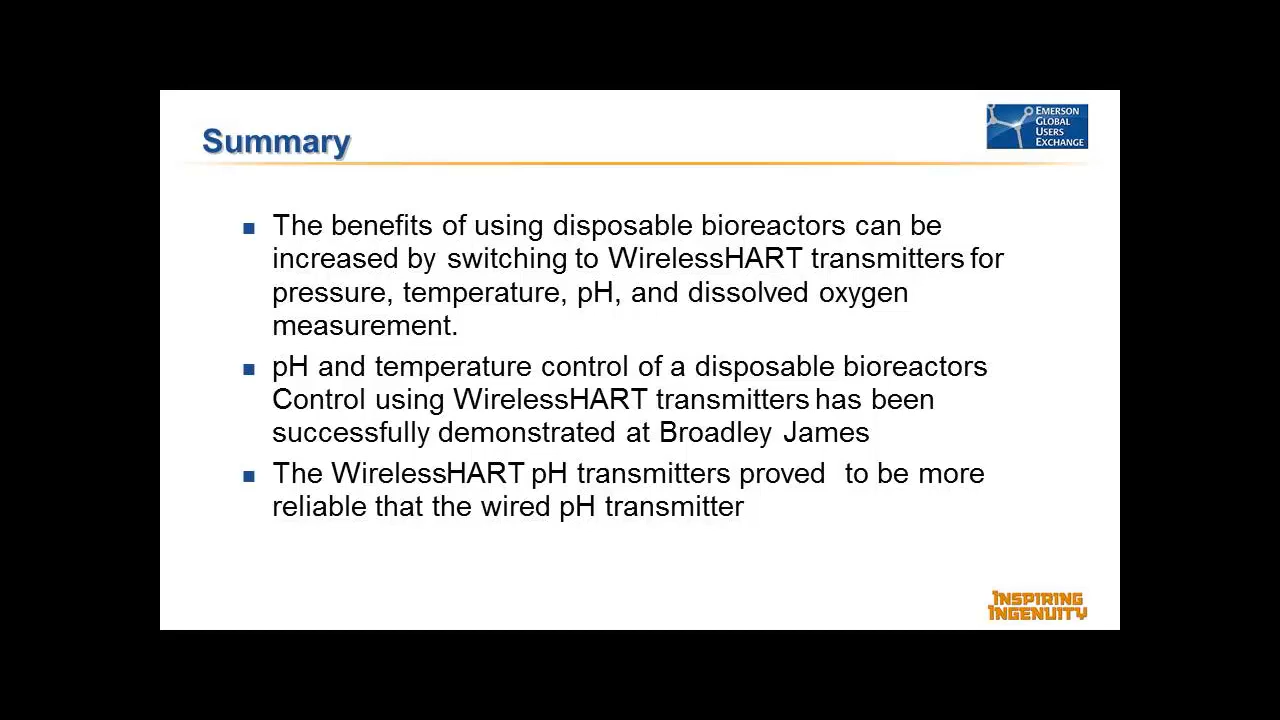 Summary
EMERSON
GLOBAL
USERS
EXCHANGE
The benefits of using disposable bioreactors can be
increased by switching to WirelessHART transmitters for
pressure, temperature, pH, and dissolved oxygen
measurement.
pH and temperature control of a disposable bioreactors
Control using WirelessHART transmitters has been
successfully demonstrated at Broadley James
The WirelessHART pH transmitters proved to be more
reliable that the wired pH transmitter
INSPIRING
INGENUITY